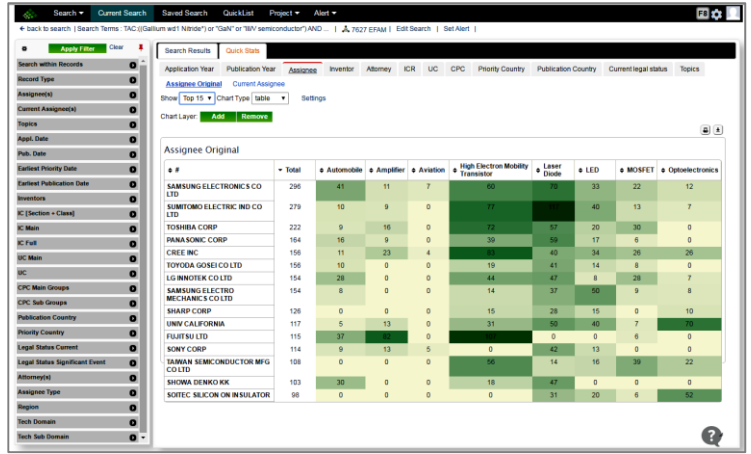 Search Current Search Saved Search QuickList Project Alert F8
back to search | Search Terms : TAC:((Gallium wd1 Nitride*) or "GaN" or "III/V semiconductor") AND ... | 7627 EFAM | Edit Search | Set Alert |
Apply Filter Clear
Search within Records
Record Type
Assignee(s)
Current Assignee(s)
Topics
Appl. Date
Pub. Date
Earliest Priority Date
Earliest Publication Date
Inventors
IC [Section + Class]
IC Main
IC Full
UC Main
UC
CPC Main Groups
CPC Sub Groups
Publication Country
Priority Country
Legal Status Current
Legal Status Significant Event
Attorney(s)
Assignee Type
Region
Tech Domain
Tech Sub Domain
Search Results Quick Stats
Application Year Publication Year Assignee Inventor Attorney ICR UC CPC Priority Country Publication Country Current legal status Topics
Assignee Original Current Assignee
Show Top 15 Chart Type table Settings
Chart Layer: Add Remove
Assignee Original
# Total Automobile Amplifier Aviation High Electron Mobility Transistor Laser Diode LED MOSFET Optoelectronics
SAMSUNG ELECTRONICS CO LTD 296 41 11 7 60 70 33 22 12
SUMITOMO ELECTRIC IND CO LTD 279 10 9 0 77 40 13 7
TOSHIBA CORP 222 9 16 0 72 57 20 30 0
PANASONIC CORP 164 16 9 0 39 59 17 6 0
CREE INC 156 11 23 4 83 40 34 26 26
TOYODA GOSEI CO LTD 156 10 0 0 19 41 14 8 0
LG INNOTEK CO LTD 154 28 0 0 44 47 8 28 7
SAMSUNG ELECTRO MECHANICS CO LTD 154 8 0 0 14 37 50 9 8
SHARP CORP 126 0 0 0 15 28 15 0 10
UNIV CALIFORNIA 117 5 13 0 31 50 40 7 70
FUJITSU LTD 115 37 62 0 0 0 6 0
SONY CORP 114 9 13 5 0 42 13 0 0
TAIWAN SEMICONDUCTOR MFG CO LTD 108 0 0 0 56 14 16 39 22
SHOWA DENKO KK 103 30 0 0 18 47 0 0 0
SOITEC SILICON ON INSULATOR 98 0 0 0 0 31 20 6 52